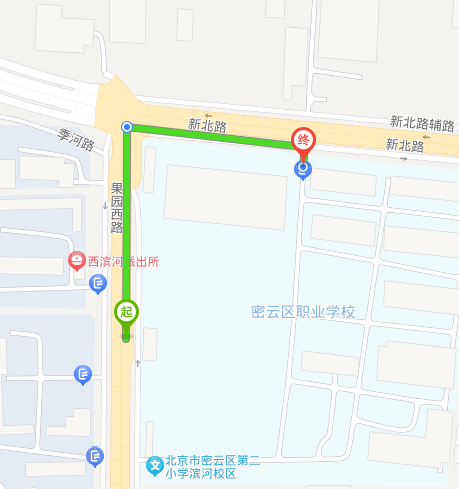 新北路辅路
新北路
新北路
季河路
终
果园西路
西滨河派出所
起
密云区职业学校
北京市密云区第二
小学滨河校区